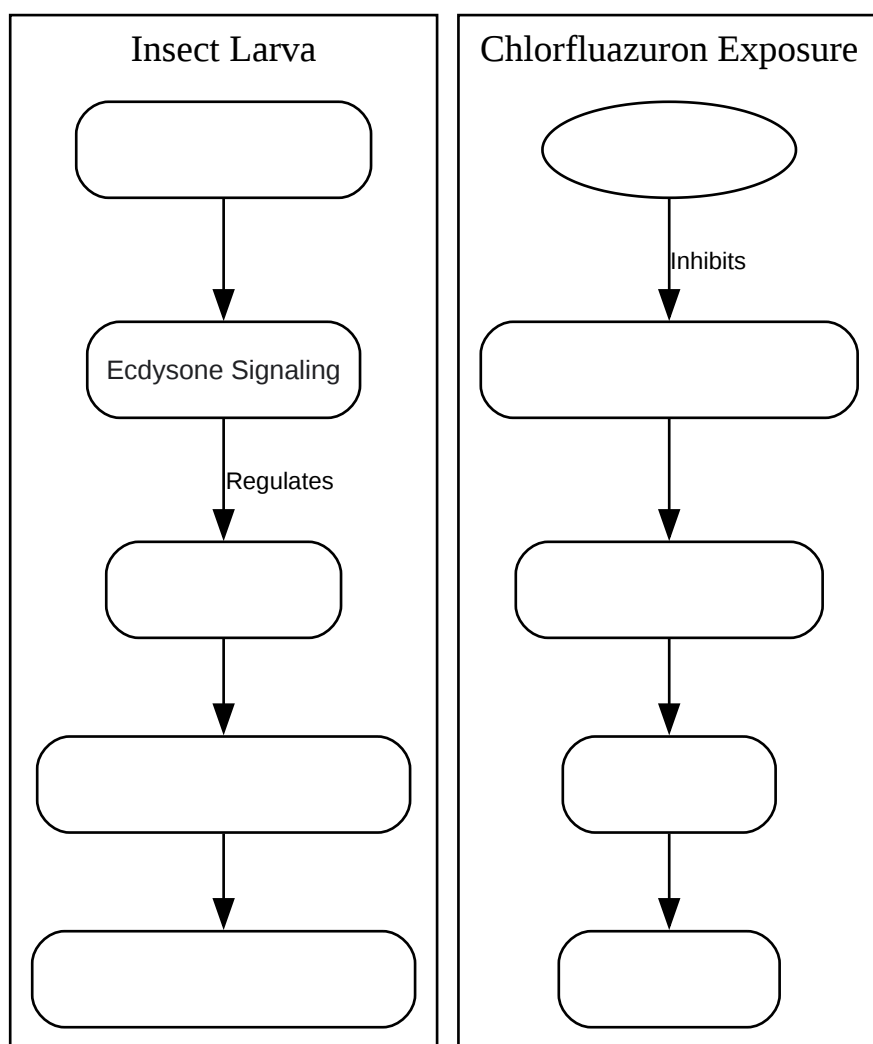 Insect Larva
Ecdysone Signaling
Regulates
Chlorfluazuron Exposure
Inhibits